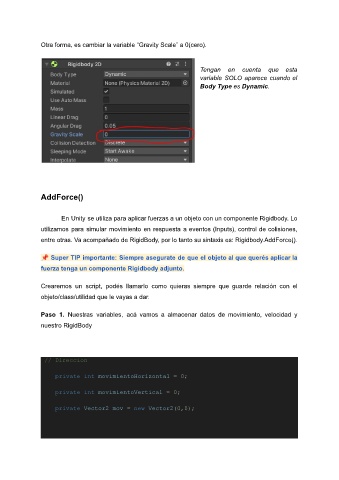 Otra forma, es cambiar la variable "Gravity Scale" a 0(cero).
Rigidbody 2D
Body Type Dynamic
Material None (Physics Material 2D)
Simulated
Use Auto Mass
Mass 1
Linear Drag 0
Angular Drag 0.05
Gravity Scale 0
Collision Detection Discrete
Sleeping Mode Start Awake
Interpolate None
Tengan en cuenta que esta
variable SOLO aparece cuando el
Body Type es Dynamic.
AddForce()
En Unity se utiliza para aplicar fuerzas a un objeto con un componente Rigidbody. Lo
utilizamos para simular movimiento en respuesta a eventos (Inputs), control de colisiones,
entre otras. Va acompañado de RigidBody, por lo tanto su sintaxis es: Rigidbody.AddForce().
📌 Super TIP importante: Siempre asegurate de que el objeto al que querés aplicar la
fuerza tenga un componente Rigidbody adjunto.
Crearemos un script, podés llamarlo como quieras siempre que guarde relación con el
objeto/clase/utilidad que le vayas a dar.
Paso 1. Nuestras variables, acá vamos a almacenar datos de movimiento, velocidad y
nuestro RigidBody
// Dirección
private int movimientoHorizontal = 0;
private int movimientoVertical = 0;
private Vector2 mov = new Vector2(0,0);